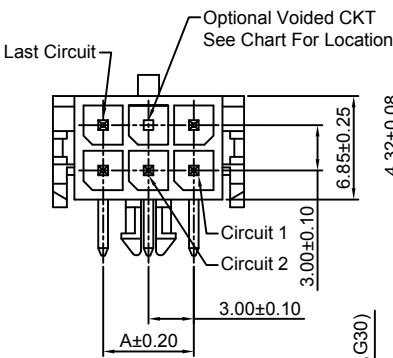 Optional Voided CKT
See Chart For Location
Last Circuit
6.85±0.25
4.32±0.08
Circuit 1
Circuit 2
3.00±0.10
3.00±0.10
A±0.20
G30)